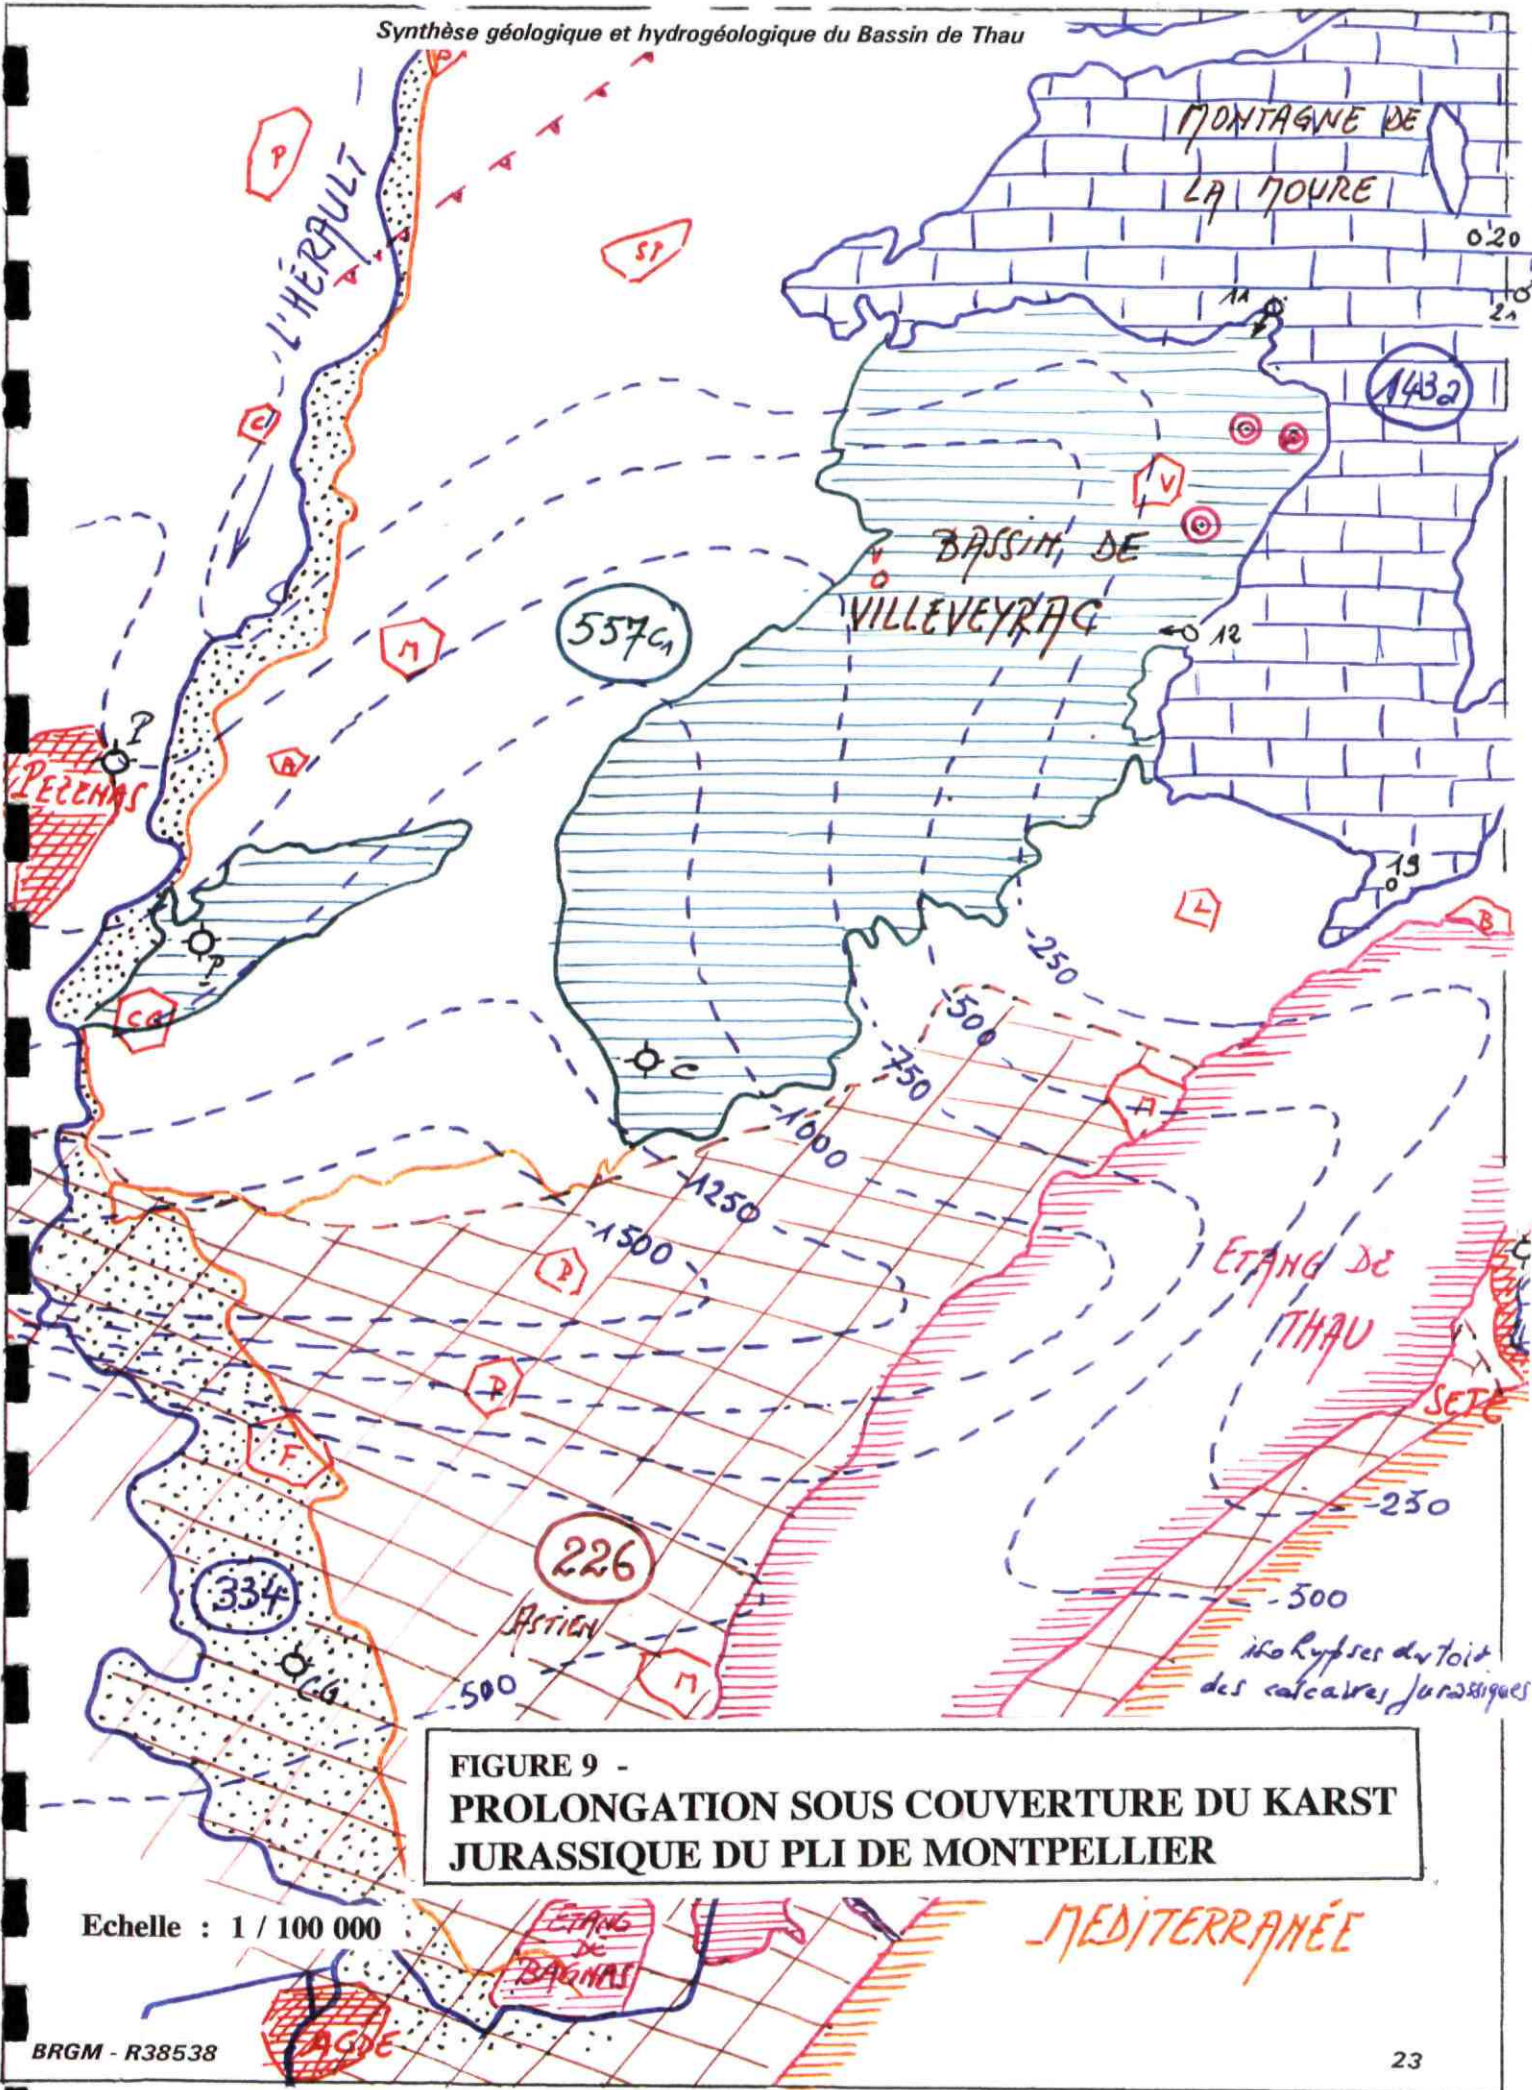 Synthèse géologique et hydrogéologique du Bassin de Thau
MONTAGNE DE
LA MOURE
P
L'HÉRAULT
SP
020
11
21
1432
C
V
BASSIN DE
VILLEVEYRAC
V
557C1
12
M
P
A
PEZENAS
19
L
B
P
CG
-250
-500
-750
C
M
-1000
-1250
-1500
B
ETANG DE
THAU
SETE
P
F
-250
226
ASTIEN
334
-500
isohypses du toit
des calcaires jurassiques
CG
-500
M
FIGURE 9 -
PROLONGATION SOUS COUVERTURE DU KARST
JURASSIQUE DU PLI DE MONTPELLIER
Echelle : 1 / 100 000
ETANG
DE
BAGNAS
MEDITERRANÉE
AGDE
BRGM - R38538
23